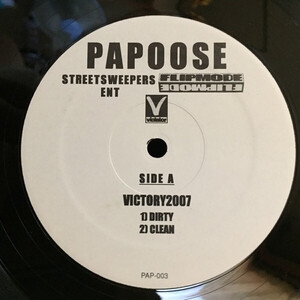 PAPOOSE
STREETSWEEPERS FLIPMODE
ENT FLIPMODE
V
SIDE A
VICTORY2007
1) DIRTY
2) CLEAN
PAP-003